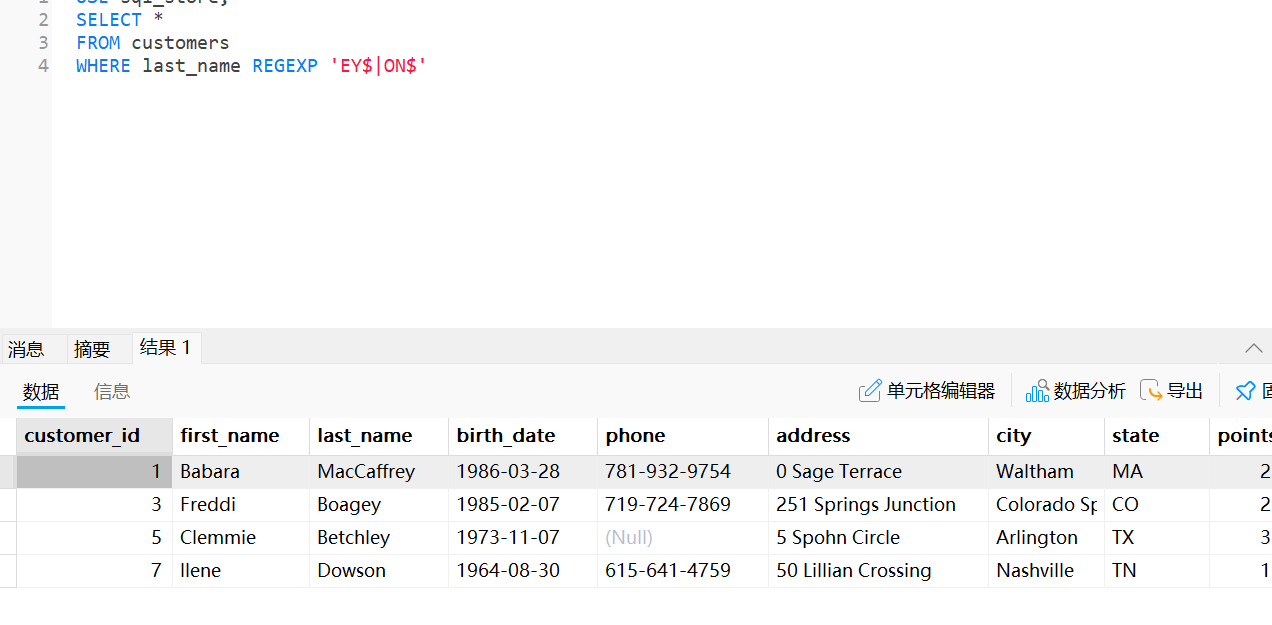 2 SELECT *
3 FROM customers
4 WHERE last_name REGEXP 'EY$|ON$'
消息 摘要 结果 1
数据 信息 单元格编辑器 数据分析 导出
customer_id first_name last_name birth_date phone address city state points
1 Babara MacCaffrey 1986-03-28 781-932-9754 0 Sage Terrace Waltham MA 2
3 Freddi Boagey 1985-02-07 719-724-7869 251 Springs Junction Colorado Sp CO 2
5 Clemmie Betchley 1973-11-07 (Null) 5 Spohn Circle Arlington TX 3
7 Ilene Dowson 1964-08-30 615-641-4759 50 Lillian Crossing Nashville TN 1